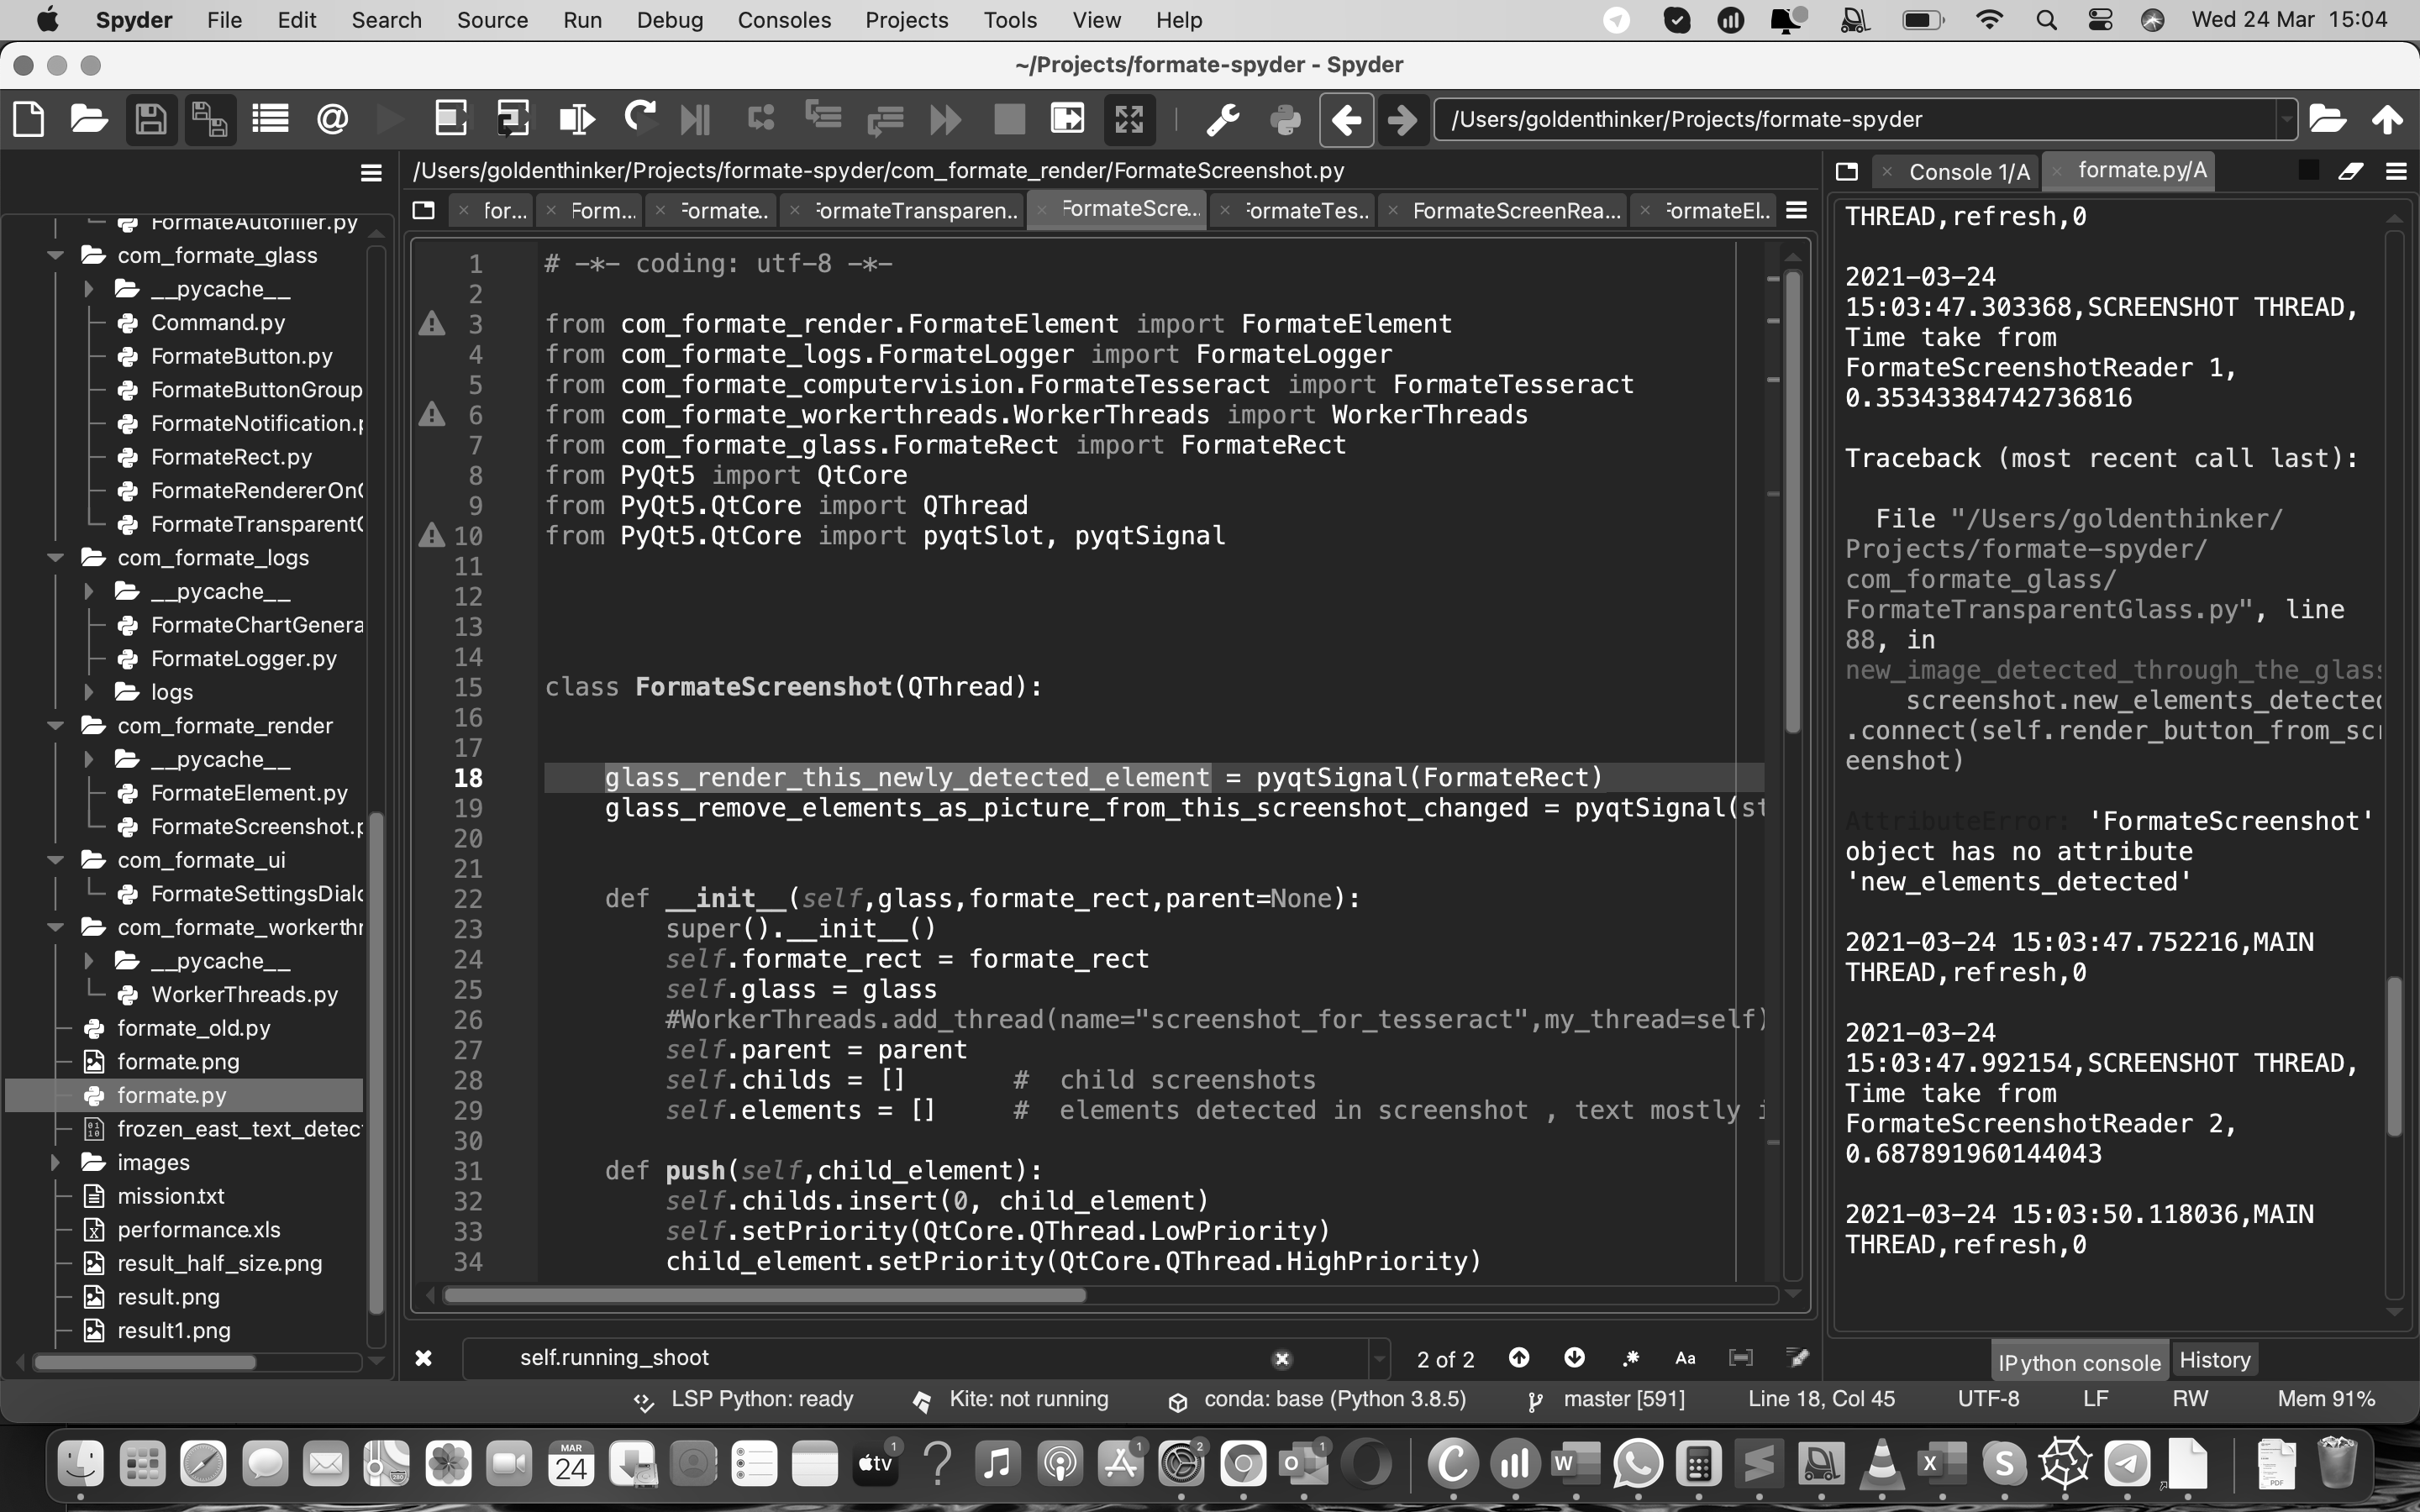 Spyder File Edit Search Source Run Debug Consoles Projects Tools View Help Wed 24 Mar 15:04
~/Projects/formate-spyder - Spyder
/Users/goldenthinker/Projects/formate-spyder
FormateAutofiller.py
com_formate_glass
__pycache__
Command.py
FormateButton.py
FormateButtonGroup
FormateNotification.p
FormateRect.py
FormateRendererOn
FormateTransparent
com_formate_logs
__pycache__
FormateChartGenera
FormateLogger.py
logs
com_formate_render
__pycache__
FormateElement.py
FormateScreenshot.p
com_formate_ui
FormateSettingsDialo
com_formate_workerthr
__pycache__
WorkerThreads.py
formate_old.py
formate.png
formate.py
frozen_east_text_detec
images
mission.txt
performance.xls
result_half_size.png
result.png
result1.png
/Users/goldenthinker/Projects/formate-spyder/com_formate_render/FormateScreenshot.py
for... Form... Formate.. FormateTransparen.. FormateScre.. FormateTes.. FormateScreenRea... FormateEl..
1 # -*- coding: utf-8 -*-
2
3 from com_formate_render.FormateElement import FormateElement
4 from com_formate_logs.FormateLogger import FormateLogger
5 from com_formate_computervision.FormateTesseract import FormateTesseract
6 from com_formate_workerthreads.WorkerThreads import WorkerThreads
7 from com_formate_glass.FormateRect import FormateRect
8 from PyQt5 import QtCore
9 from PyQt5.QtCore import QThread
10 from PyQt5.QtCore import pyqtSlot, pyqtSignal
11
12
13
14
15 class FormateScreenshot(QThread):
16
17
18 glass_render_this_newly_detected_element = pyqtSignal(FormateRect)
19 glass_remove_elements_as_picture_from_this_screenshot_changed = pyqtSignal(st
20
21
22 def __init__(self,glass,formate_rect,parent=None):
23 super().__init__()
24 self.formate_rect = formate_rect
25 self.glass = glass
26 #WorkerThreads.add_thread(name="screenshot_for_tesseract",my_thread=self)
27 self.parent = parent
28 self.childs = [] # child screenshots
29 self.elements = [] # elements detected in screenshot , text mostly i
30
31 def push(self,child_element):
32 self.childs.insert(0, child_element)
33 self.setPriority(QtCore.QThread.LowPriority)
34 child_element.setPriority(QtCore.QThread.HighPriority)
self.running_shoot 2 of 2 Aa
Console 1/A formate.py/A
THREAD,refresh,0
2021-03-24
15:03:47.303368,SCREENSHOT THREAD,
Time take from
FormateScreenshotReader 1,
0.35343384742736816
Traceback (most recent call last):
File "/Users/goldenthinker/
Projects/formate-spyder/
com_formate_glass/
FormateTransparentGlass.py", line
88, in
new_image_detected_through_the_glass
screenshot.new_elements_detected
.connect(self.render_button_from_scr
eenshot)
AttributeError: 'FormateScreenshot'
object has no attribute
'new_elements_detected'
2021-03-24 15:03:47.752216,MAIN
THREAD,refresh,0
2021-03-24
15:03:47.992154,SCREENSHOT THREAD,
Time take from
FormateScreenshotReader 2,
0.687891960144043
2021-03-24 15:03:50.118036,MAIN
THREAD,refresh,0
IPython console History
LSP Python: ready Kite: not running conda: base (Python 3.8.5) master [591] Line 18, Col 45 UTF-8 LF RW Mem 91%
MAR
24
tv
1
1
2
1
PDF